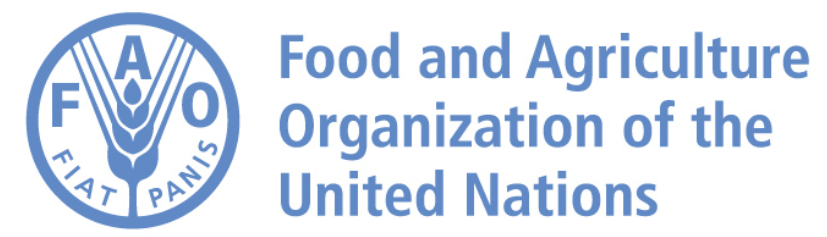 F A O
FIAT PANIS
Food and Agriculture
Organization of the
United Nations